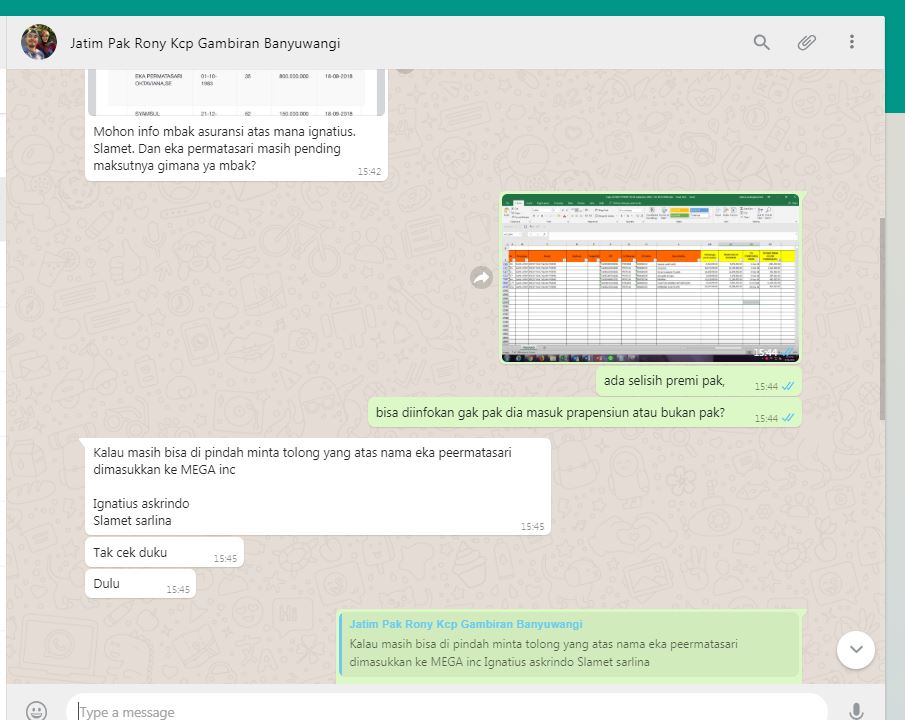 Jatim Pak Rony Kcp Gambiran Banyuwangi
EKA PERMATASARI 01-10- 35 800.000.000 18-09-2018
OKTAVIANA,SE 1983
SYAMSUL 21-12- 62 150.000.000 18-09-2018
Mohon info mbak asuransi atas mana ignatius.
Slamet. Dan eka permatasari masih pending
maksutnya gimana ya mbak?
15:42
15:44
ada selisih premi pak,
15:44
bisa diinfokan gak pak dia masuk prapensiun atau bukan pak?
15:44
Kalau masih bisa di pindah minta tolong yang atas nama eka peermatasari
dimasukkan ke MEGA inc
Ignatius askrindo
Slamet sarlina
15:45
Tak cek duku
15:45
Dulu
15:45
Jatim Pak Rony Kcp Gambiran Banyuwangi
Kalau masih bisa di pindah minta tolong yang atas nama eka peermatasari
dimasukkan ke MEGA inc Ignatius askrindo Slamet sarlina
Type a message